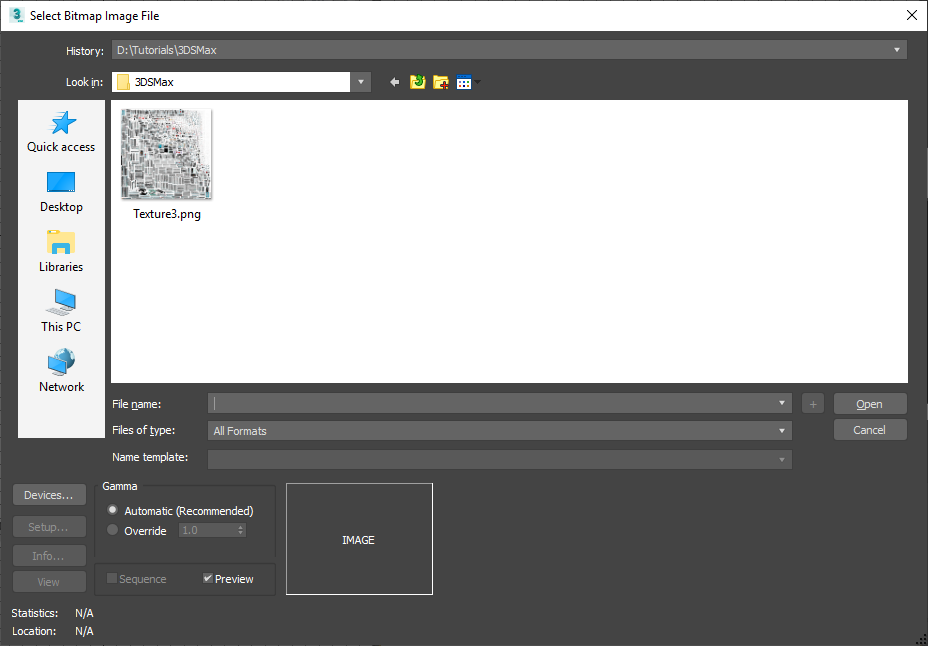 Select Bitmap Image File
History: D:\Tutorials\3DSMax
Look in: 3DSMax
Quick access
Desktop
Libraries
This PC
Network
Texture3.png
File name: + Open
Files of type: All Formats Cancel
Name template:
Devices...
Setup...
Info...
View
Gamma
Automatic (Recommended)
Override 1.0
Sequence Preview
IMAGE
Statistics: N/A
Location: N/A